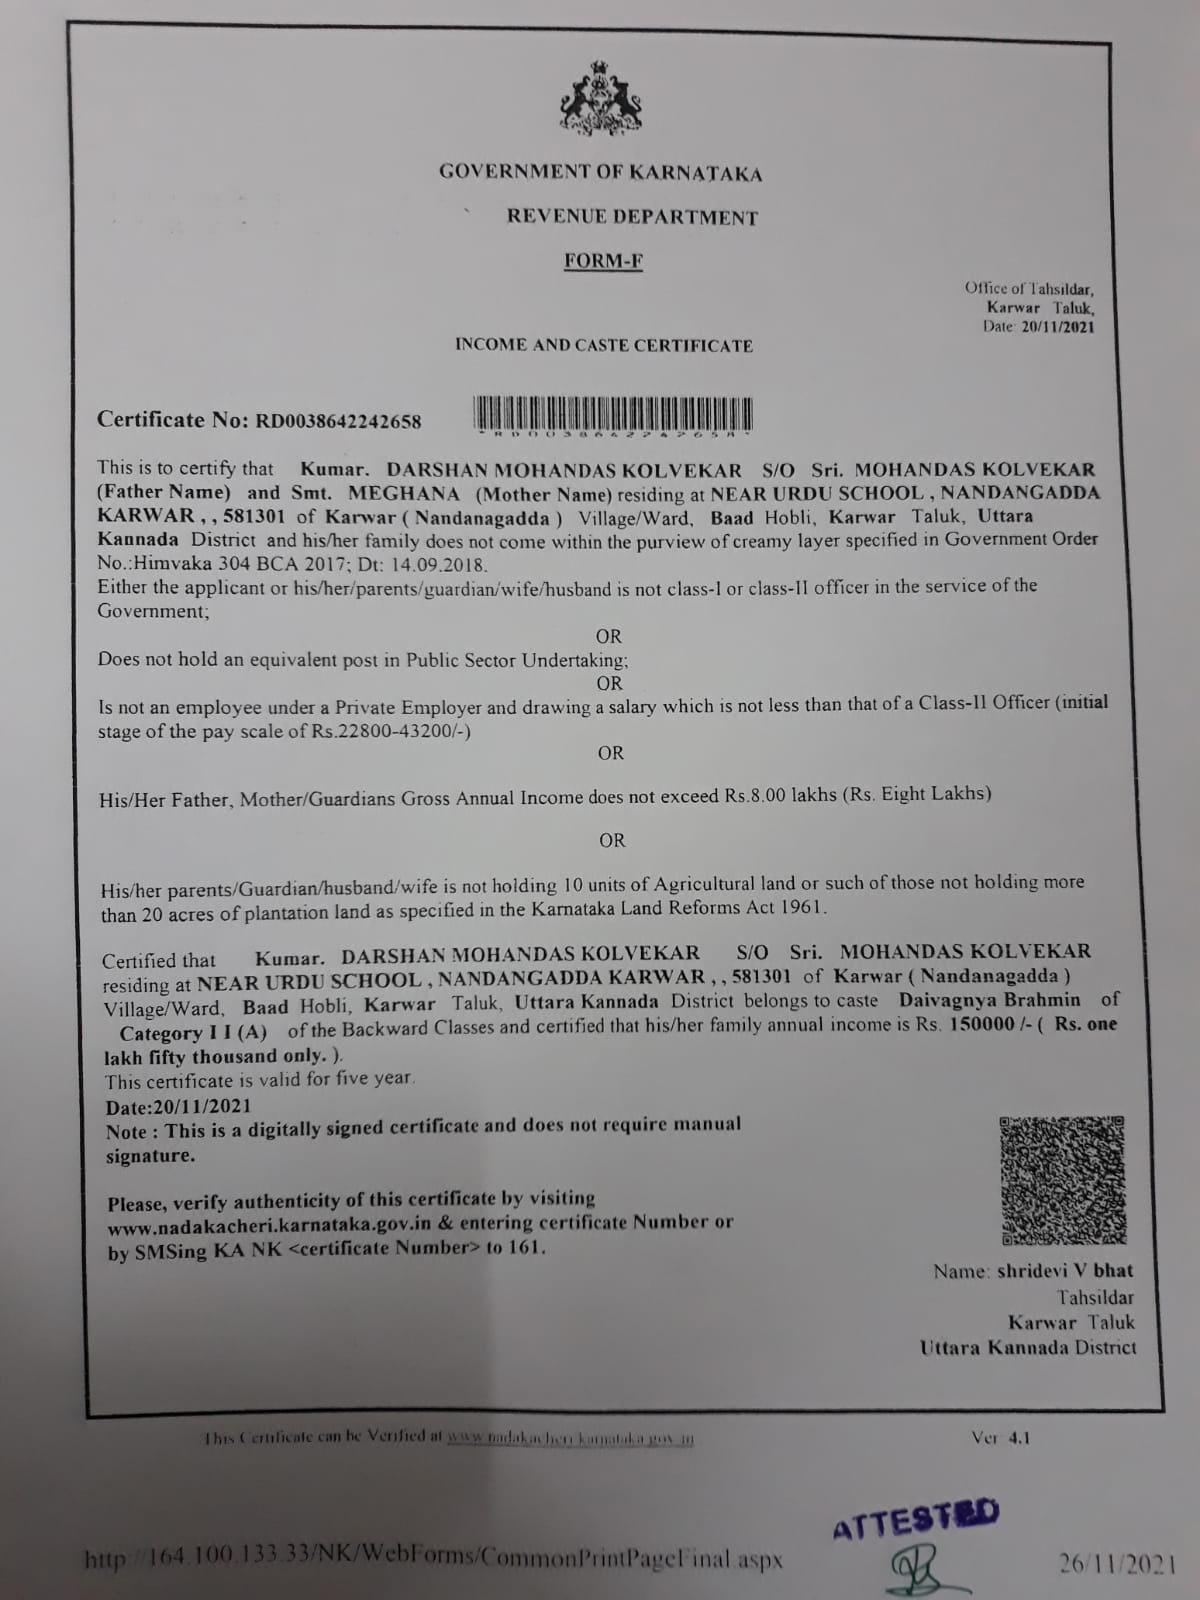 GOVERNMENT OF KARNATAKA
REVENUE DEPARTMENT
FORM-F
Office of Tahsildar,
Karwar Taluk,
Date: 20/11/2021
INCOME AND CASTE CERTIFICATE
Certificate No: RD0038642242658
*RD0038642242658*
This is to certify that Kumar. DARSHAN MOHANDAS KOLVEKAR S/O Sri. MOHANDAS KOLVEKAR
(Father Name) and Smt. MEGHANA (Mother Name) residing at NEAR URDU SCHOOL , NANDANGADDA
KARWAR , , 581301 of Karwar ( Nandanagadda ) Village/Ward, Baad Hobli, Karwar Taluk, Uttara
Kannada District and his/her family does not come within the purview of creamy layer specified in Government Order
No.:Himvaka 304 BCA 2017; Dt: 14.09.2018.
Either the applicant or his/her/parents/guardian/wife/husband is not class-I or class-II officer in the service of the
Government;
OR
Does not hold an equivalent post in Public Sector Undertaking;
OR
Is not an employee under a Private Employer and drawing a salary which is not less than that of a Class-II Officer (initial
stage of the pay scale of Rs.22800-43200/-)
OR
His/Her Father, Mother/Guardians Gross Annual Income does not exceed Rs.8.00 lakhs (Rs. Eight Lakhs)
OR
His/her parents/Guardian/husband/wife is not holding 10 units of Agricultural land or such of those not holding more
than 20 acres of plantation land as specified in the Karnataka Land Reforms Act 1961.
Certified that Kumar. DARSHAN MOHANDAS KOLVEKAR S/O Sri. MOHANDAS KOLVEKAR
residing at NEAR URDU SCHOOL , NANDANGADDA KARWAR , , 581301 of Karwar ( Nandanagadda )
Village/Ward, Baad Hobli, Karwar Taluk, Uttara Kannada District belongs to caste Daivagnya Brahmin of
Category I I (A) of the Backward Classes and certified that his/her family annual income is Rs. 150000 /- ( Rs. one
lakh fifty thousand only. ).
This certificate is valid for five year.
Date:20/11/2021
Note : This is a digitally signed certificate and does not require manual
signature.
Please, verify authenticity of this certificate by visiting
www.nadakacheri.karnataka.gov.in & entering certificate Number or
by SMSing KA NK <certificate Number> to 161.
Name: shridevi V bhat
Tahsildar
Karwar Taluk
Uttara Kannada District
This Certificate can be Verified at www.nadakacheri.karnataka.gov.in
Ver 4.1
ATTESTED
http://164.100.133.33/NK/WebForms/CommonPrintPageFinal.aspx
26/11/2021